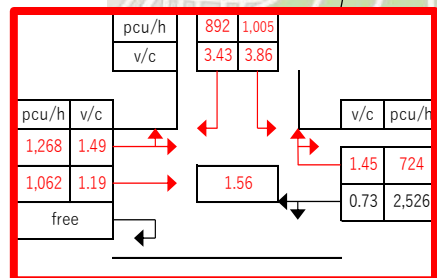 pcu/h 892 1,005
v/c 3.43 3.86
pcu/h v/c
1,268 1.49
1,062 1.19
free
1.56
v/c pcu/h
1.45 724
0.73 2,526